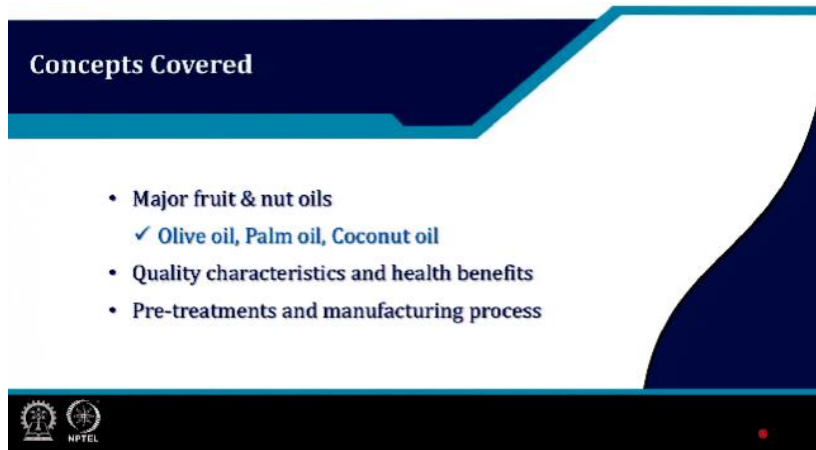 Concepts Covered
• Major fruit & nut oils
✓ Olive oil, Palm oil, Coconut oil
• Quality characteristics and health benefits
• Pre-treatments and manufacturing process
NPTEL